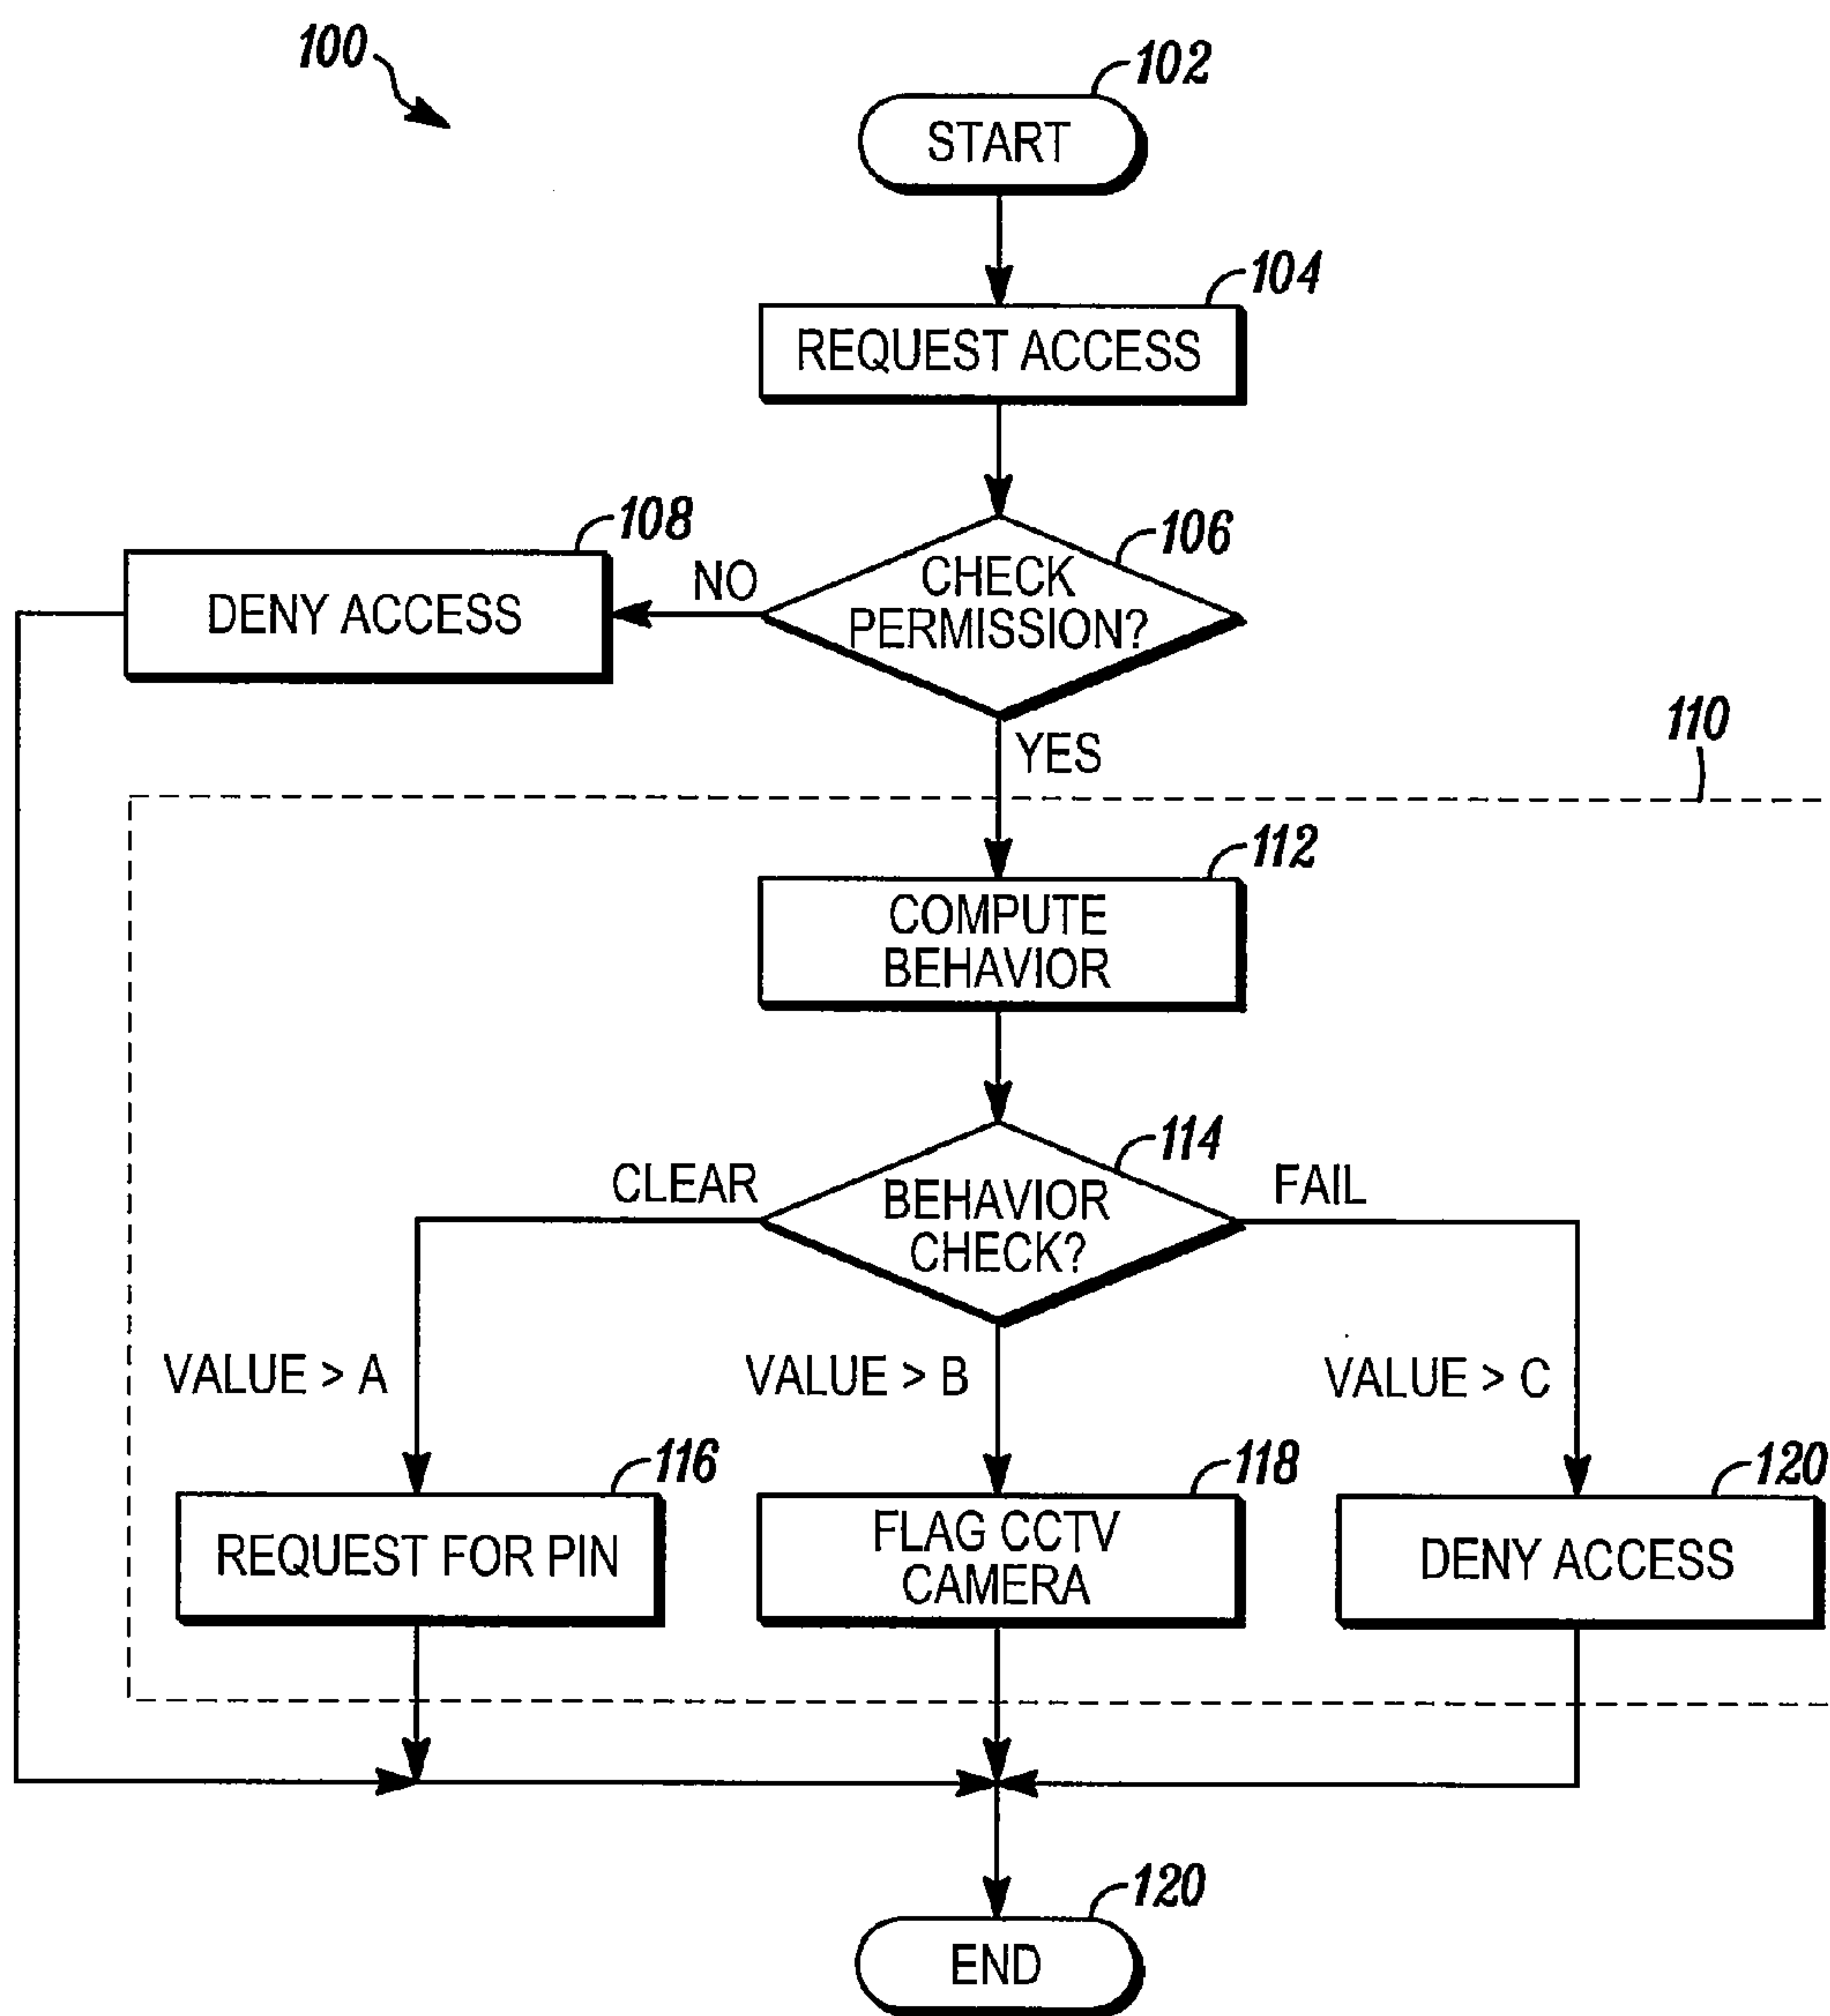 100
102
START
104
REQUEST ACCESS
108
106
DENY ACCESS
NO
CHECK
PERMISSION?
YES
110
112
COMPUTE
BEHAVIOR
114
CLEAR
BEHAVIOR
CHECK?
FAIL
VALUE > A
VALUE > B
VALUE > C
116
118
120
REQUEST FOR PIN
FLAG CCTV
CAMERA
DENY ACCESS
120
END